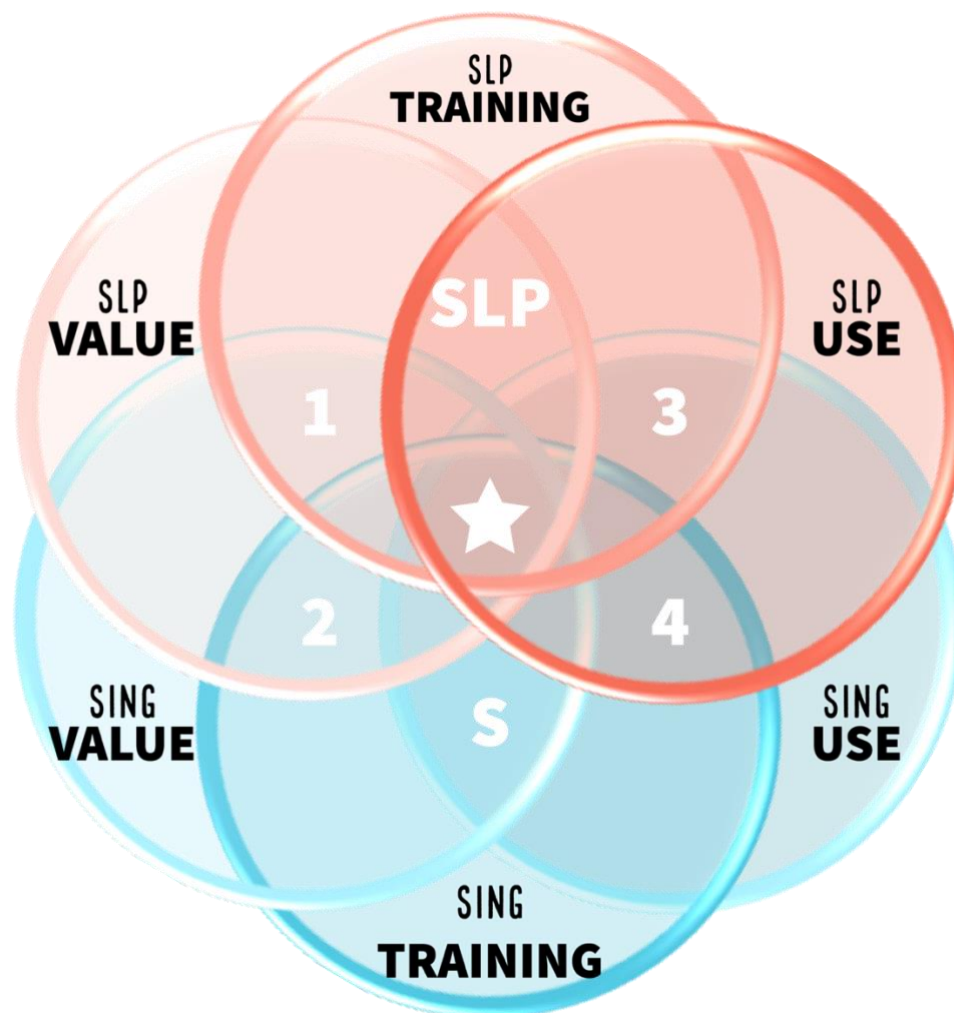 SLP
TRAINING
SLP
VALUE
SLP
SLP
USE
1
3
2
4
SING
VALUE
S
SING
USE
SING
TRAINING